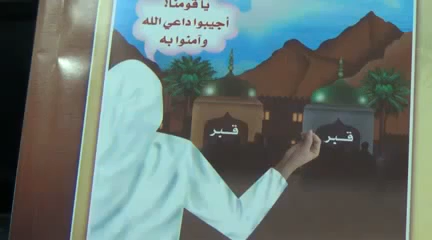 يا قومنا!
أجيبوا داعي الله
وآمنوا به
قبر
قبر